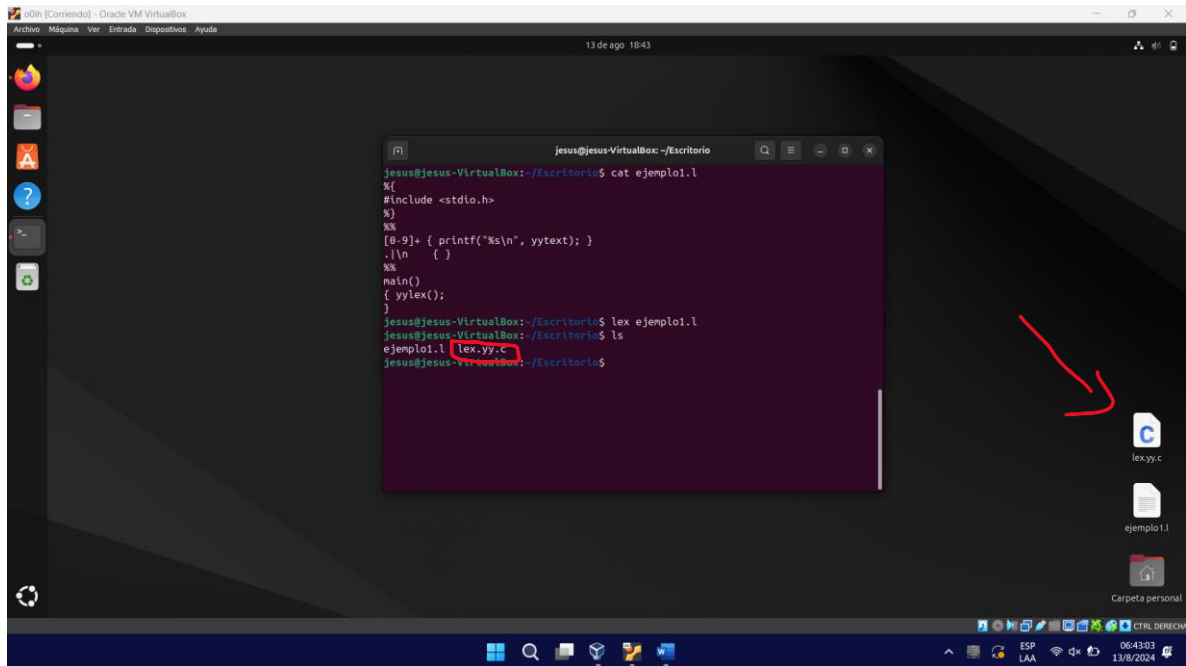 o0ih [Corriendo] - Oracle VM VirtualBox
Archivo Máquina Ver Entrada Dispositivos Ayuda
13 de ago 18:43
jesus@jesus-VirtualBox: ~/Escritorio
jesus@jesus-VirtualBox:~/Escritorio$ cat ejemplo1.l
%{
#include <stdio.h>
%}
%%
[0-9]+ { printf("%s\n", yytext); }
.|\n { }
%%
main()
{ yylex();
}
jesus@jesus-VirtualBox:~/Escritorio$ lex ejemplo1.l
jesus@jesus-VirtualBox:~/Escritorio$ ls
ejemplo1.l lex.yy.c
jesus@jesus-VirtualBox:~/Escritorio$
C
lex.yy.c
ejemplo1.l
Carpeta personal
CTRL DERECHA
ESP
LAA
06:43:03
13/8/2024